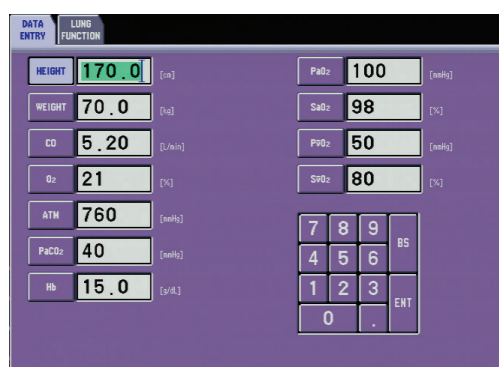 DATA ENTRY
LUNG FUNCTION
HEIGHT 170.0 [cm]
WEIGHT 70.0 [kg]
CO 5.20 [L/min]
O₂ 21 [%]
ATM 760 [mmHg]
PaCO₂ 40 [mmHg]
Hb 15.0 [g/dL]
PaO₂ 100 [mmHg]
SaO₂ 98 [%]
Pv̄O₂ 50 [mmHg]
Sv̄O₂ 80 [%]
7 8 9 BS
4 5 6
1 2 3 ENT
0 .